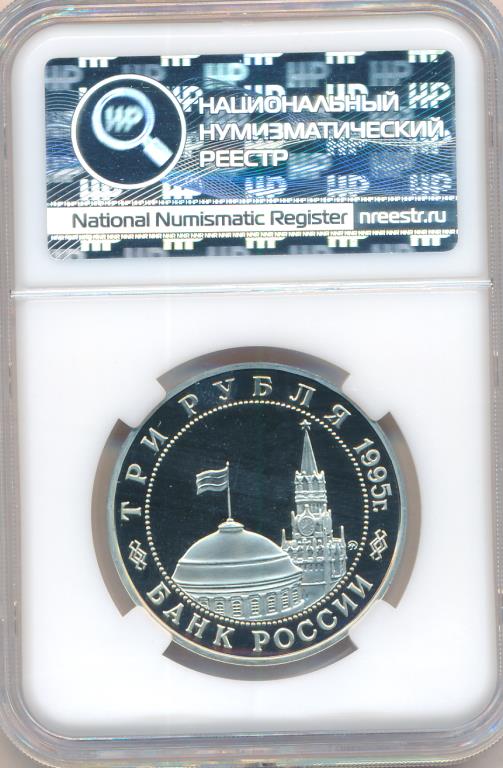 НАЦИОНАЛЬНЫЙ
НУМИЗМАТИЧЕСКИЙ
РЕЕСТР
National Numismatic Register nreestr.ru
ТРИ РУБЛЯ 1995г.
БАНК РОССИИ